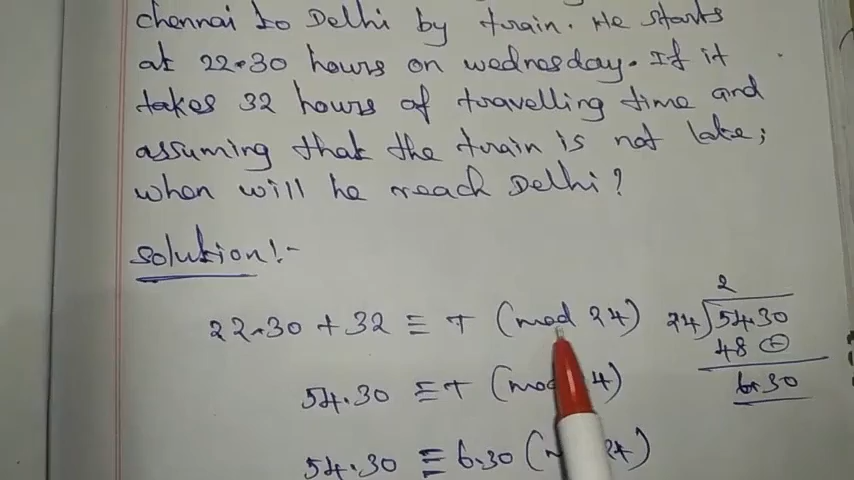 chennai to Delhi by train. He starts
at 22.30 hours on wednesday. If it
takes 32 hours of travelling time and
assuming that the train is not late;
when will he reach Delhi?
solution:-
22.30 + 32 ≡ T (mod 24)
2
24)54.30
48 (-)
6.30
54.30 ≡ T (mod 24)
54.30 ≡ 6.30 ( 24)